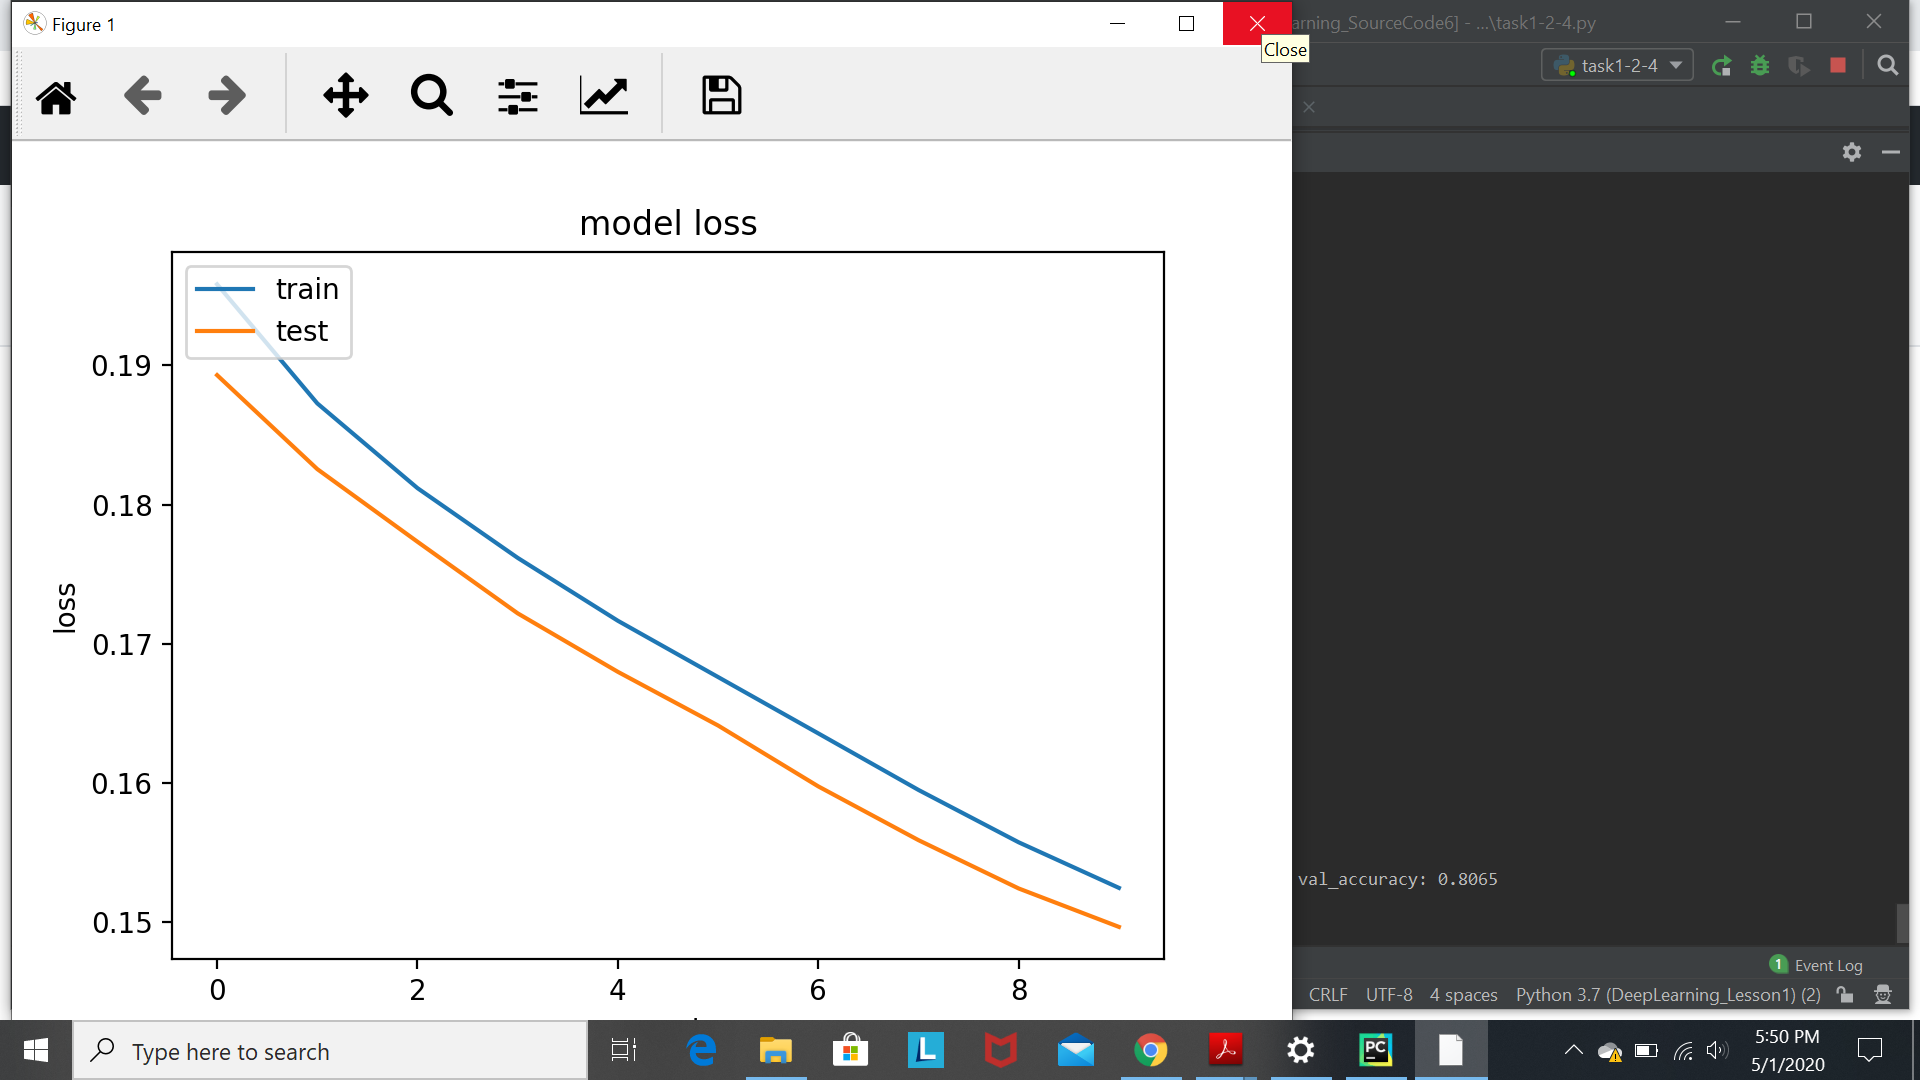 Figure 1
arning_SourceCode6] - ...\task1-2-4.py
Close
task1-2-4
model loss
train
test
0.19
0.18
0.17
0.16
0.15
loss
0 2 4 6 8
val_accuracy: 0.8065
1 Event Log
CRLF UTF-8 4 spaces Python 3.7 (DeepLearning_Lesson1) (2)
Type here to search
L
PC
5:50 PM
5/1/2020